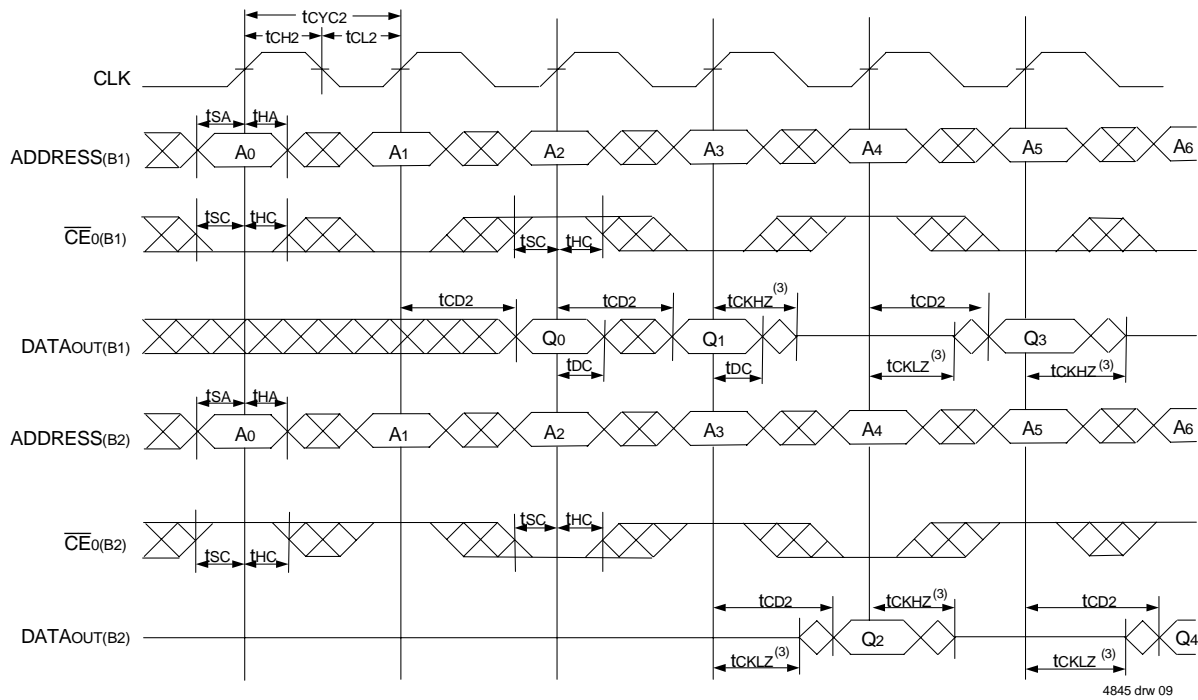 tCYC2
tCH2 tCL2
CLK
tSA tHA
ADDRESS(B1) A0 A1 A2 A3 A4 A5 A6
tSC tHC
CE0(B1)
tSC tHC
tCD2 tCD2 tCKHZ(3) tCD2
DATAOUT(B1) Q0 Q1 Q3
tDC tDC tCKLZ(3) tCKHZ(3)
tSA tHA
ADDRESS(B2) A0 A1 A2 A3 A4 A5 A6
tSC tHC
CE0(B2)
tSC tHC
tCD2 tCKHZ(3) tCD2
DATAOUT(B2) Q2 Q4
tCKLZ(3) tCKLZ(3)
4845 drw 09